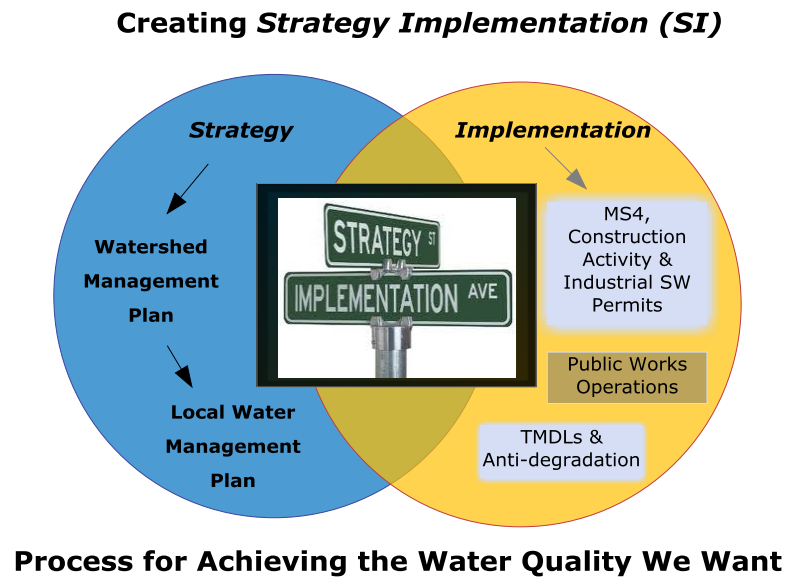 Creating Strategy Implementation (SI)
Strategy
Watershed
Management
Plan
Local Water
Management
Plan
STRATEGY ST
IMPLEMENTATION AVE
Implementation
MS4,
Construction
Activity &
Industrial SW
Permits
Public Works
Operations
TMDLs &
Anti-degradation
Process for Achieving the Water Quality We Want